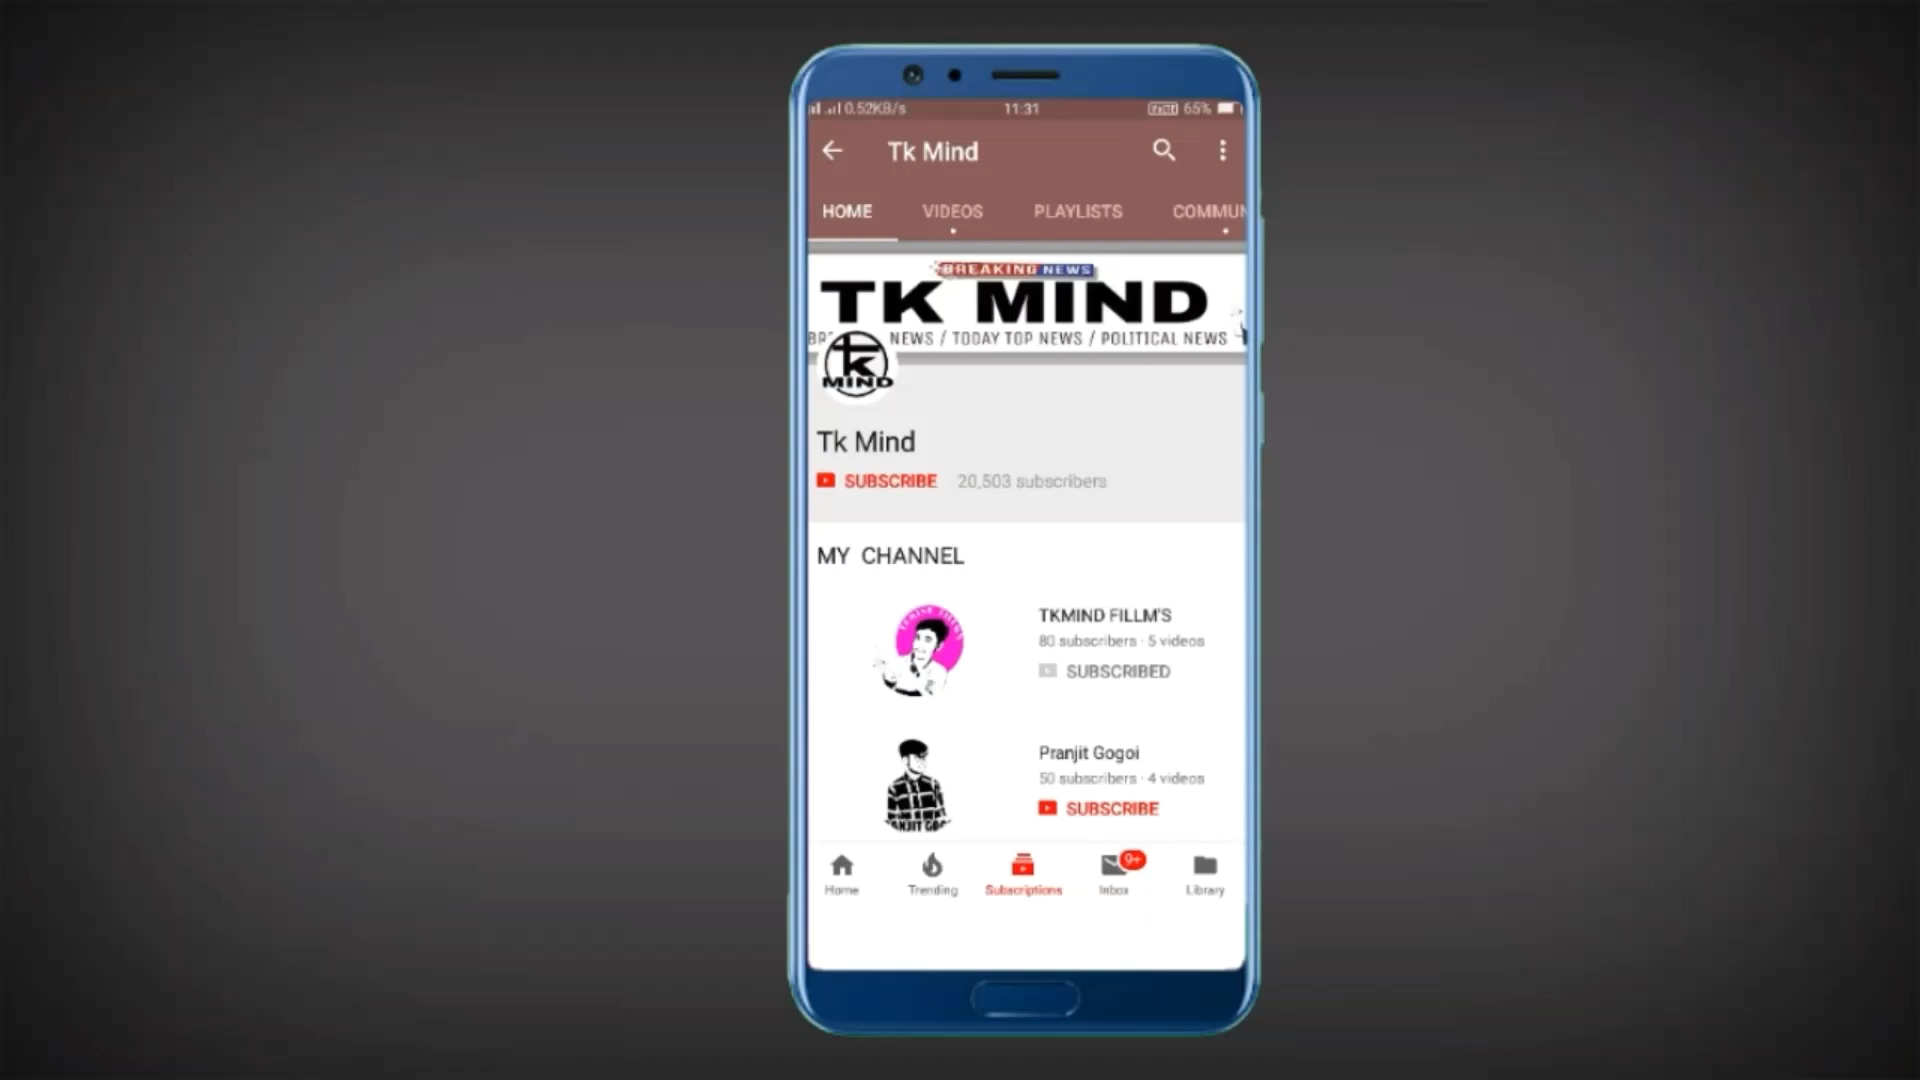 0.52KB/s 11:31 65%
Tk Mind
HOME VIDEOS PLAYLISTS COMMUN
BREAKING NEWS
TK MIND
NEWS / TODAY TOP NEWS / POLITICAL NEWS
tk
MIND
Tk Mind
SUBSCRIBE 20,503 subscribers
MY CHANNEL
TKMIND FILLM'S
80 subscribers · 5 videos
SUBSCRIBED
Pranjit Gogoi
50 subscribers · 4 videos
SUBSCRIBE
9+
Home Trending Subscriptions Inbox Library